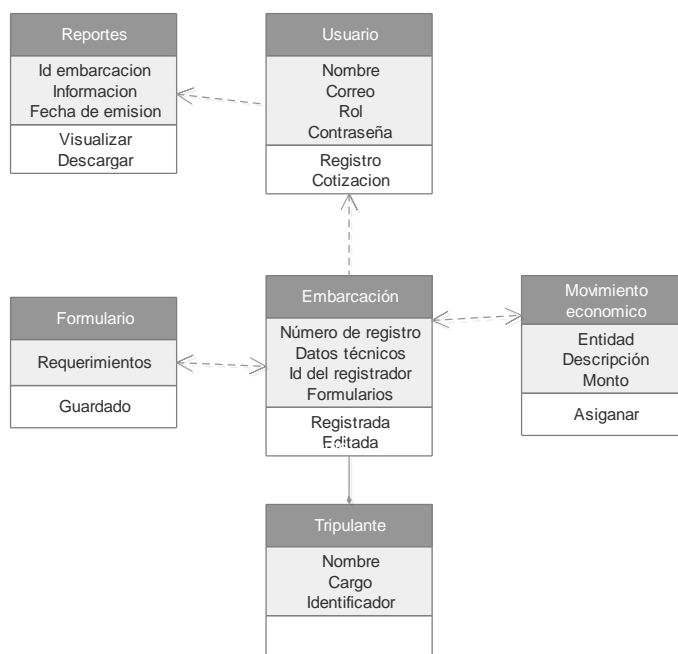 Reportes
Id embarcacion
Informacion
Fecha de emision
Visualizar
Descargar
Usuario
Nombre
Correo
Rol
Contraseña
Registro
Cotizacion
Formulario
Requerimientos
Guardado
Embarcación
Número de registro
Datos técnicos
Id del registrador
Formularios
Registrada
Editada
Movimiento
economico
Entidad
Descripción
Monto
Asiganar
Tripulante
Nombre
Cargo
Identificador